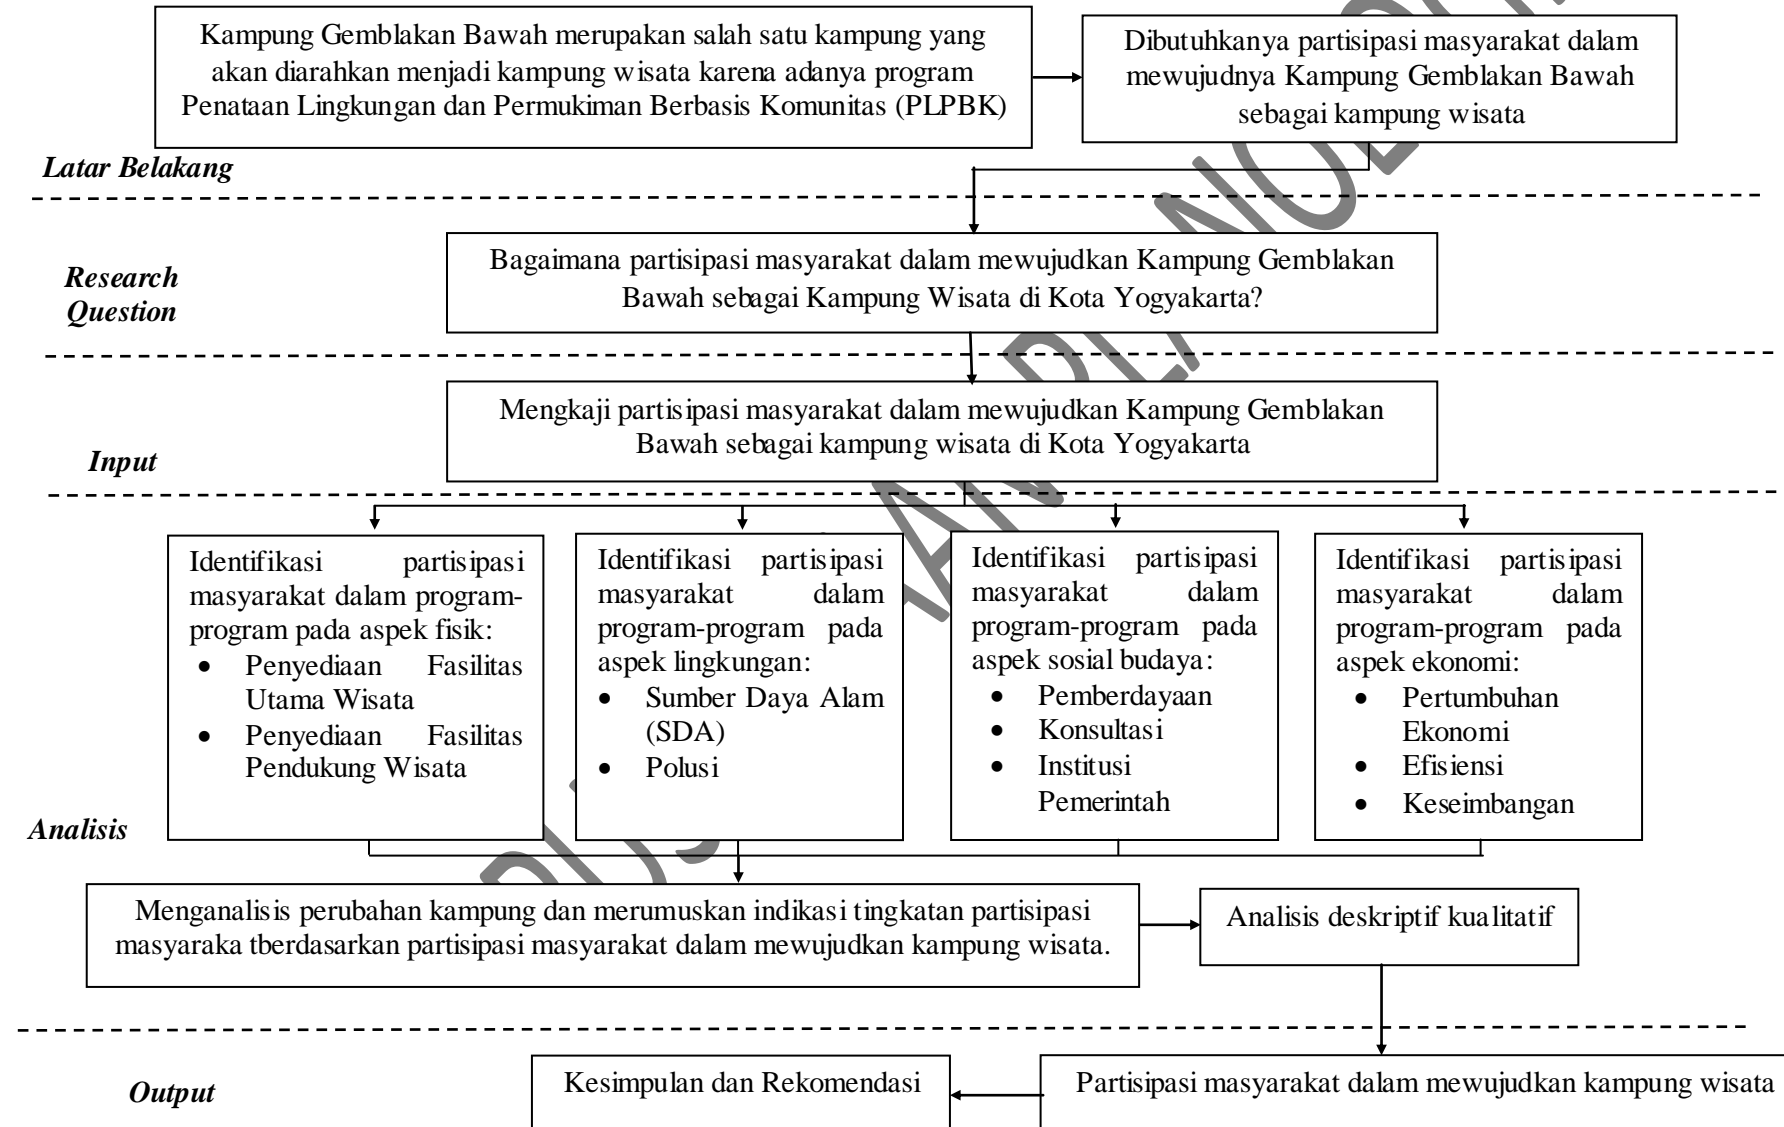 Kampung Gemblakan Bawah merupakan salah satu kampung yang
akan diarahkan menjadi kampung wisata karena adanya program
Penataan Lingkungan dan Permukiman Berbasis Komunitas (PLPBK)
Dibutuhkanya partisipasi masyarakat dalam
mewujudnya Kampung Gemblakan Bawah
sebagai kampung wisata
Latar Belakang
Research
Question
Bagaimana partisipasi masyarakat dalam mewujudkan Kampung Gemblakan
Bawah sebagai Kampung Wisata di Kota Yogyakarta?
Input
Mengkaji partisipasi masyarakat dalam mewujudkan Kampung Gemblakan
Bawah sebagai kampung wisata di Kota Yogyakarta
Identifikasi partisipasi
masyarakat dalam program-
program pada aspek fisik:
• Penyediaan Fasilitas
Utama Wisata
• Penyediaan Fasilitas
Pendukung Wisata
Identifikasi partisipasi
masyarakat dalam
program-program pada
aspek lingkungan:
• Sumber Daya Alam
(SDA)
• Polusi
Identifikasi partisipasi
masyarakat dalam
program-program pada
aspek sosial budaya:
• Pemberdayaan
• Konsultasi
• Institusi
Pemerintah
Identifikasi partisipasi
masyarakat dalam
program-program pada
aspek ekonomi:
• Pertumbuhan
Ekonomi
• Efisiensi
• Keseimbangan
Analisis
Menganalisis perubahan kampung dan merumuskan indikasi tingkatan partisipasi
masyaraka tberdasarkan partisipasi masyarakat dalam mewujudkan kampung wisata.
Analisis deskriptif kualitatif
Output
Kesimpulan dan Rekomendasi
Partisipasi masyarakat dalam mewujudkan kampung wisata